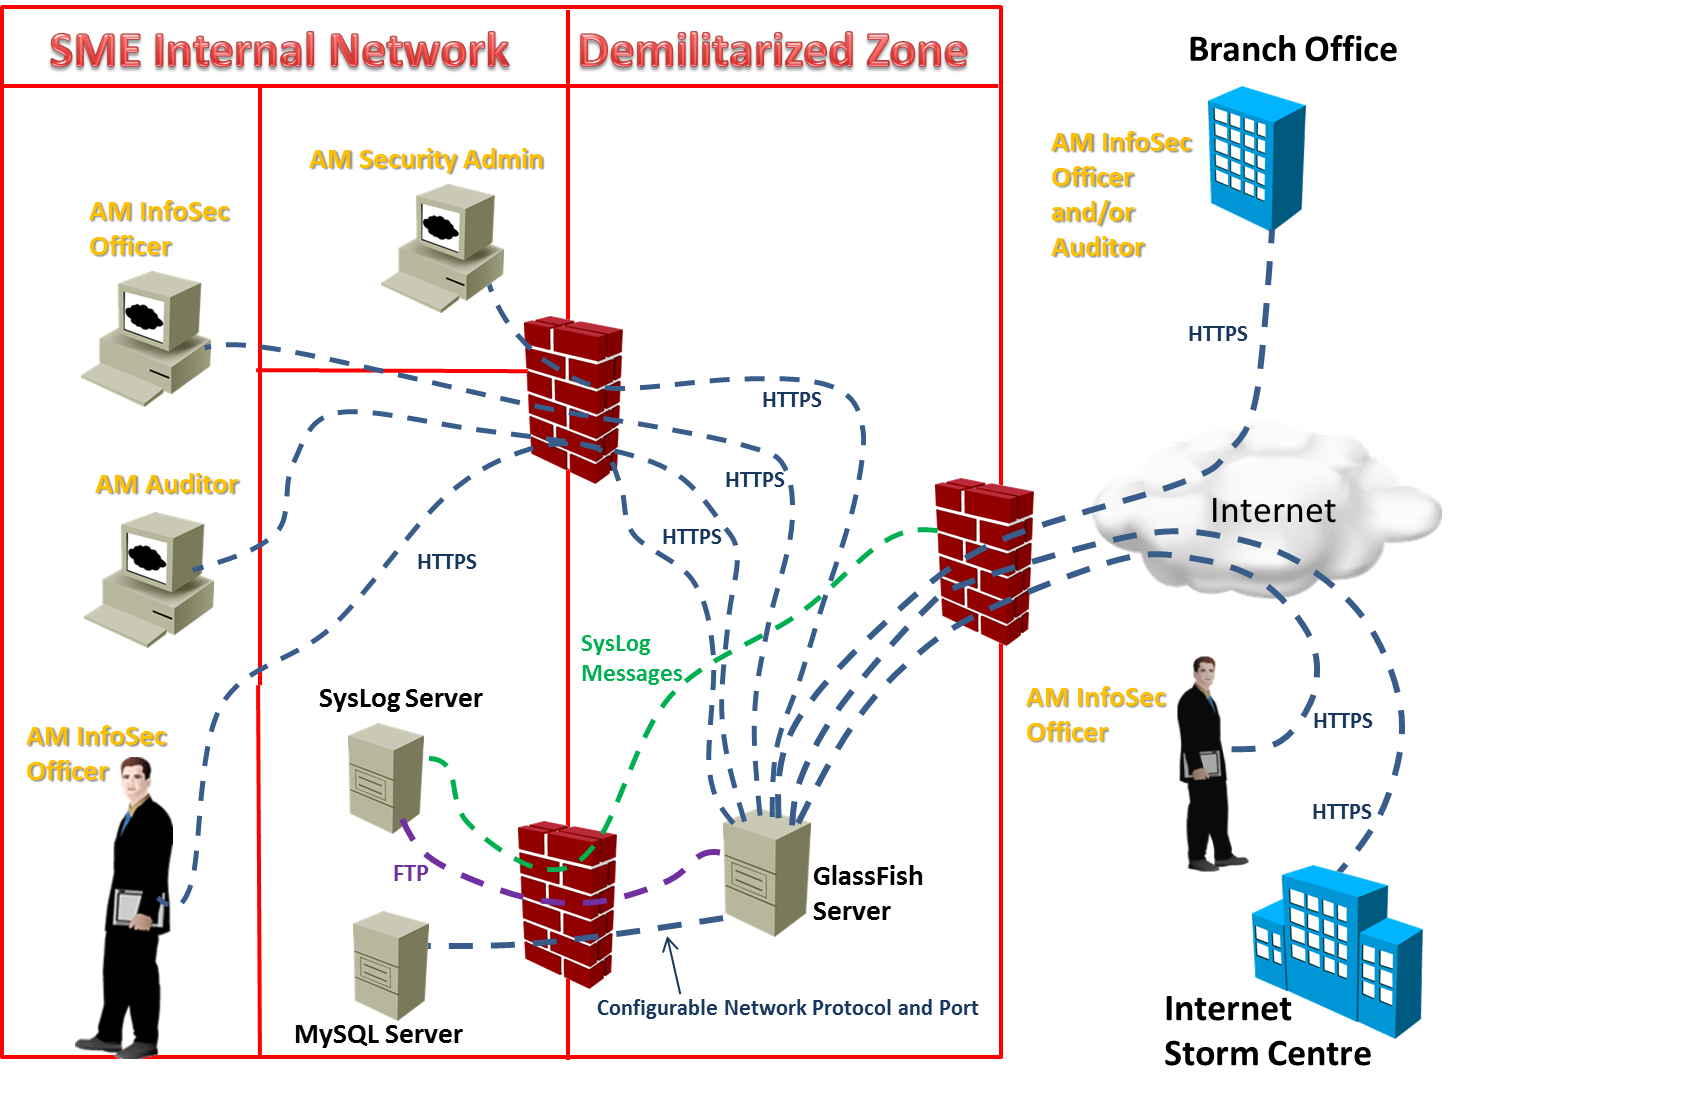 SME Internal Network
Demilitarized Zone
Branch Office
AM Security Admin
AM InfoSec
Officer
AM InfoSec
Officer
and/or
Auditor
HTTPS
HTTPS
HTTPS
AM Auditor
HTTPS
HTTPS
Internet
SysLog
Messages
SysLog Server
AM InfoSec
Officer
AM InfoSec
Officer
HTTPS
HTTPS
FTP
GlassFish
Server
Configurable Network Protocol and Port
MySQL Server
Internet
Storm Centre